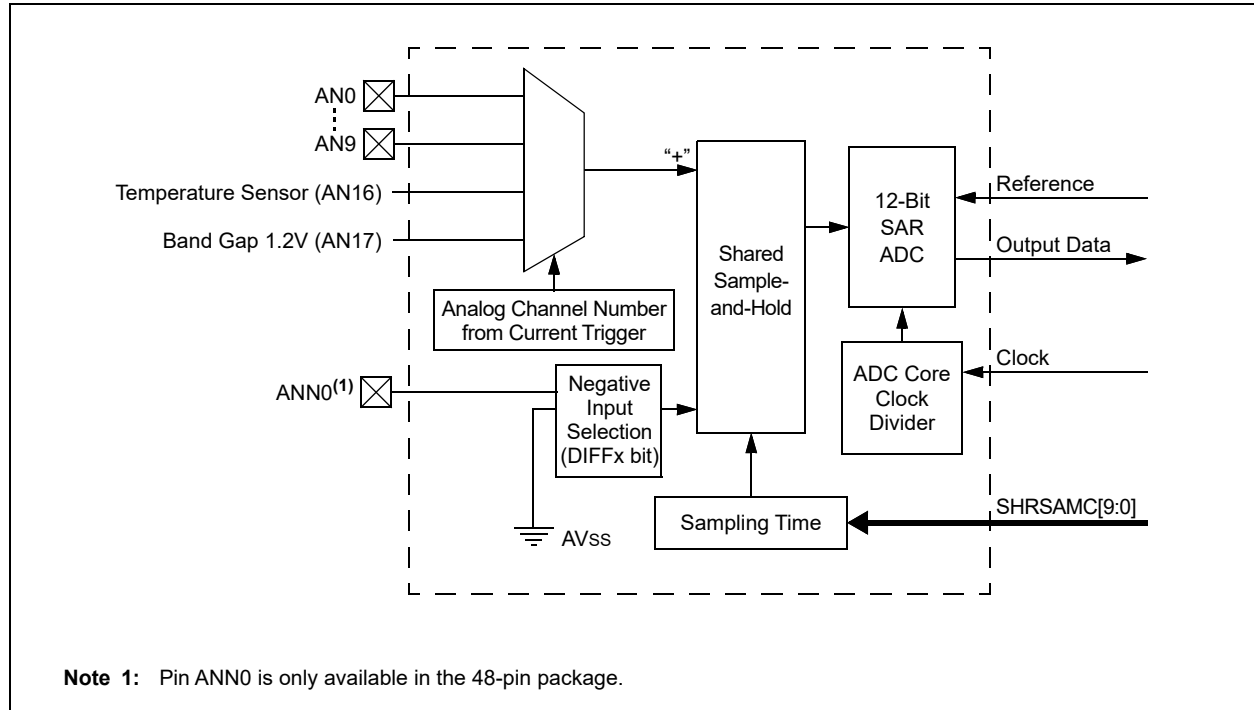 AN0
AN9
Temperature Sensor (AN16)
Band Gap 1.2V (AN17)
Analog Channel Number
from Current Trigger
ANN0(1)
Negative
Input
Selection
(DIFFx bit)
AVSS
“+”
Shared
Sample-
and-Hold
Sampling Time
12-Bit
SAR
ADC
ADC Core
Clock
Divider
Reference
Output Data
Clock
SHRSAMC[9:0]
Note 1: Pin ANN0 is only available in the 48-pin package.